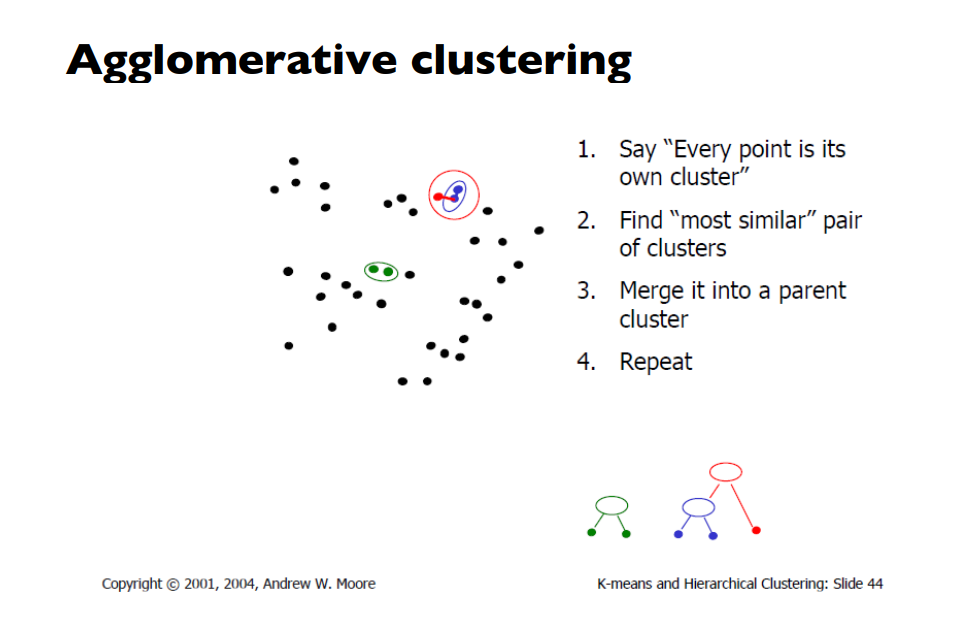 Agglomerative clustering
1. Say “Every point is its
own cluster”
2. Find “most similar” pair
of clusters
3. Merge it into a parent
cluster
4. Repeat
Copyright © 2001, 2004, Andrew W. Moore
K-means and Hierarchical Clustering: Slide 44